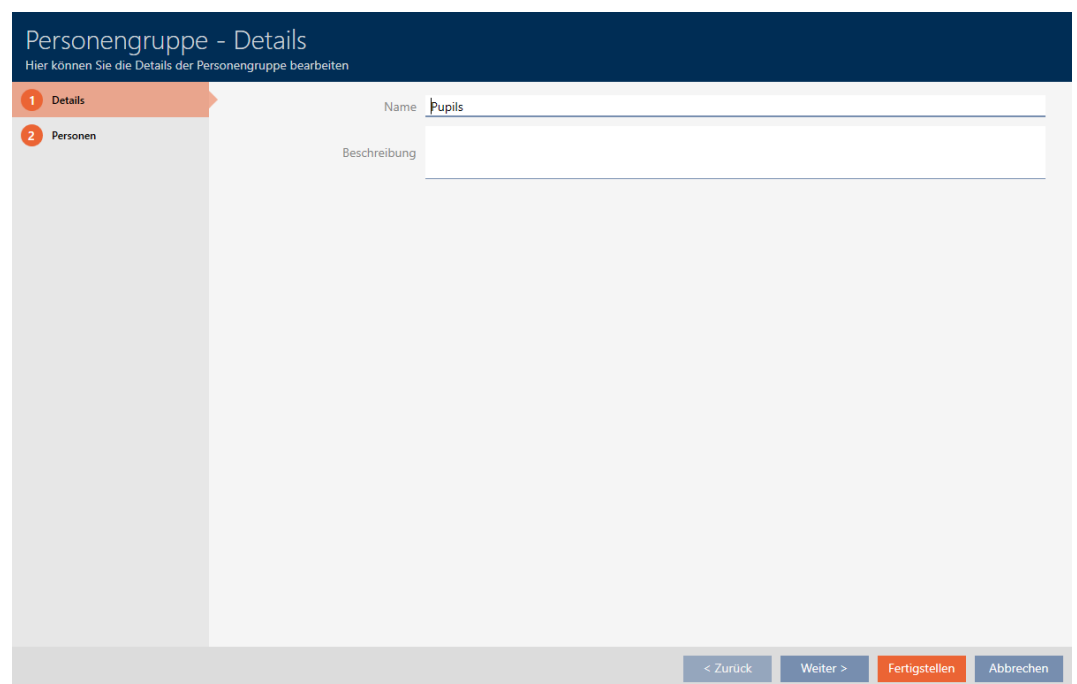 Personengruppe - Details
Hier können Sie die Details der Personengruppe bearbeiten
1 Details
2 Personen
Name Pupils
Beschreibung
< Zurück Weiter > Fertigstellen Abbrechen